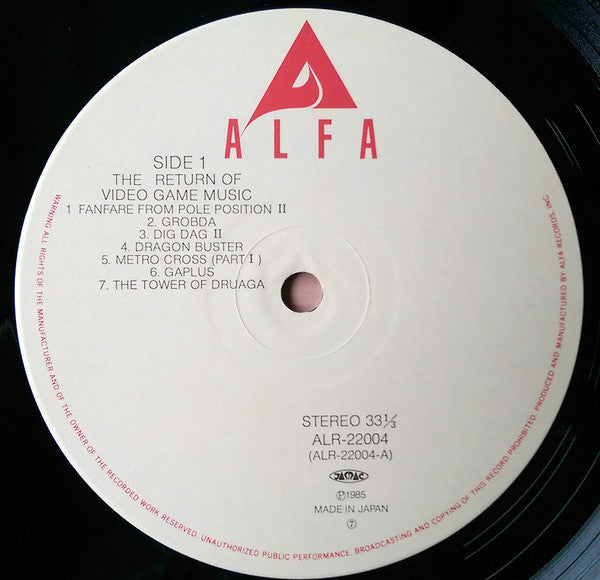 ALFA
SIDE 1
THE RETURN OF
VIDEO GAME MUSIC
1 FANFARE FROM POLE POSITION II
2. GROBDA
3. DIG DAG II
4. DRAGON BUSTER
5. METRO CROSS (PART I)
6. GAPLUS
7. THE TOWER OF DRUAGA
STEREO 33 1/3
ALR-22004
(ALR-22004-A)
JASRAC
Ⓟ1985
MADE IN JAPAN
⑦
WARNING: ALL RIGHTS OF THE MANUFACTURER AND OF THE OWNER OF THE RECORDED WORK RESERVED. UNAUTHORIZED PUBLIC PERFORMANCE, BROADCASTING AND COPYING OF THIS RECORD PROHIBITED. PRODUCED AND MANUFACTURED BY ALFA RECORDS, INC.